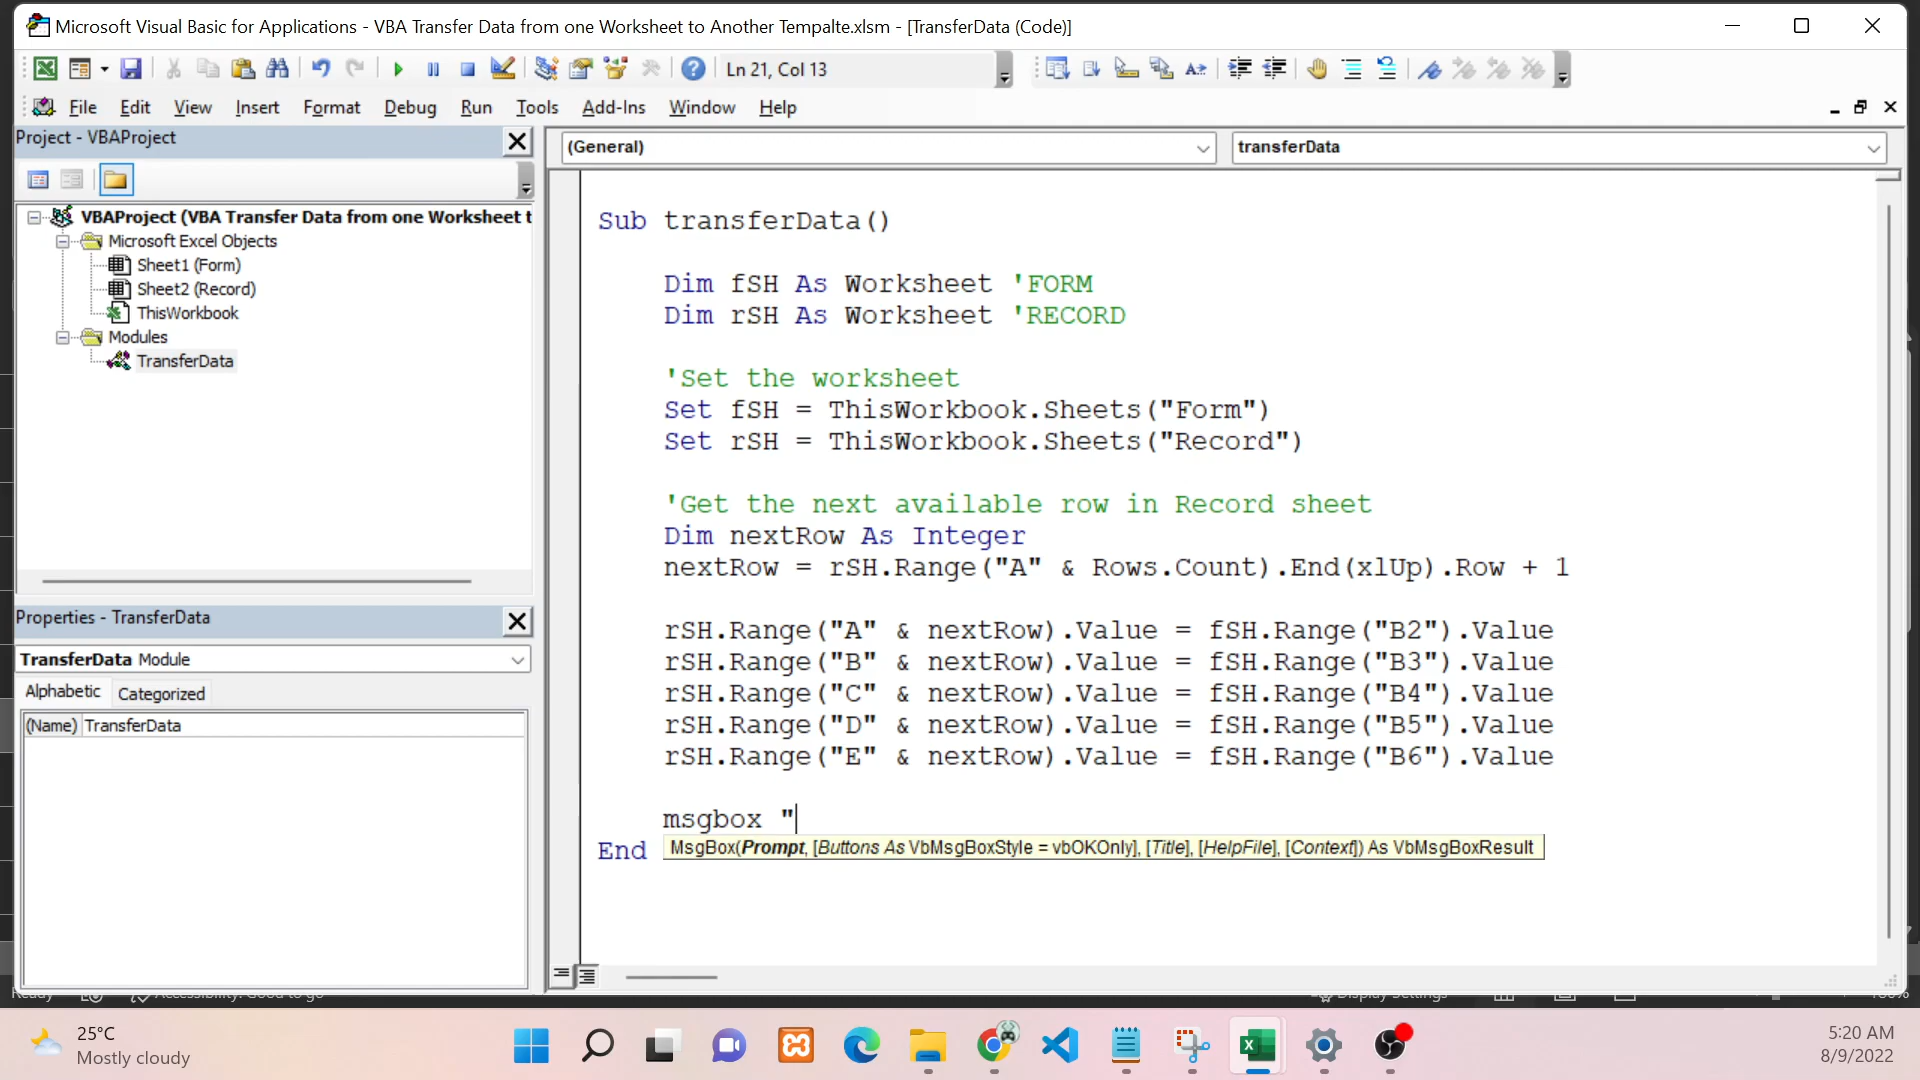 Microsoft Visual Basic for Applications - VBA Transfer Data from one Worksheet to Another Tempalte.xlsm - [TransferData (Code)]
Ln 21, Col 13
File Edit View Insert Format Debug Run Tools Add-Ins Window Help
Project - VBAProject
(General)
transferData
VBAProject (VBA Transfer Data from one Worksheet t
Microsoft Excel Objects
Sheet1 (Form)
Sheet2 (Record)
ThisWorkbook
Modules
TransferData
Properties - TransferData
TransferData Module
Alphabetic Categorized
(Name) TransferData
Sub transferData()
Dim fSH As Worksheet 'FORM
Dim rSH As Worksheet 'RECORD
'Set the worksheet
Set fSH = ThisWorkbook.Sheets("Form")
Set rSH = ThisWorkbook.Sheets("Record")
'Get the next available row in Record sheet
Dim nextRow As Integer
nextRow = rSH.Range("A" & Rows.Count).End(xlUp).Row + 1
rSH.Range("A" & nextRow).Value = fSH.Range("B2").Value
rSH.Range("B" & nextRow).Value = fSH.Range("B3").Value
rSH.Range("C" & nextRow).Value = fSH.Range("B4").Value
rSH.Range("D" & nextRow).Value = fSH.Range("B5").Value
rSH.Range("E" & nextRow).Value = fSH.Range("B6").Value
msgbox "
MsgBox(Prompt, [Buttons As VbMsgBoxStyle = vbOKOnly], [Title], [HelpFile], [Context]) As VbMsgBoxResult
End
Ready
Accessibility: Good to go
Display Settings
25°C
Mostly cloudy
5:20 AM
8/9/2022